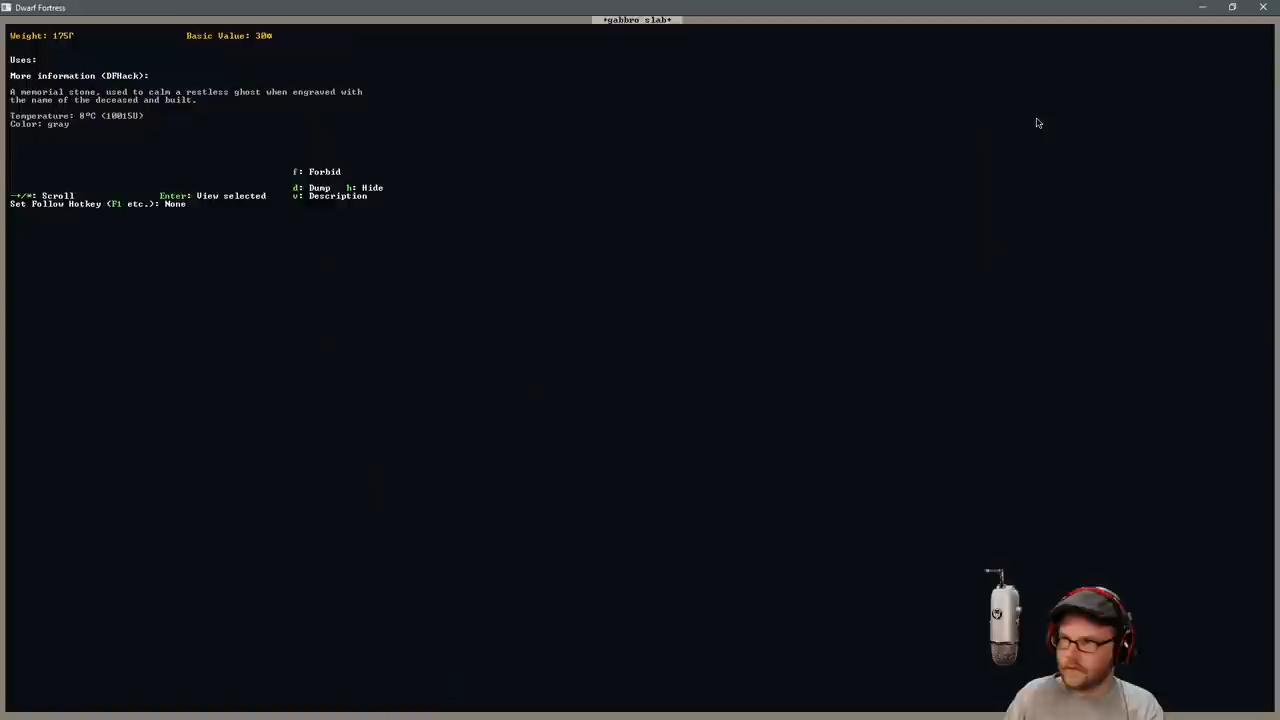 Dwarf Fortress
*gabbro slab*
Weight: 175Γ Basic Value: 30☼
Uses:
More information (DFHack):
A memorial stone, used to calm a restless ghost when engraved with
the name of the deceased and built.
Temperature: 8°C (10015U)
Color: gray
f: Forbid
d: Dump h: Hide
-+/*: Scroll Enter: View selected v: Description
Set Follow Hotkey (F1 etc.): None